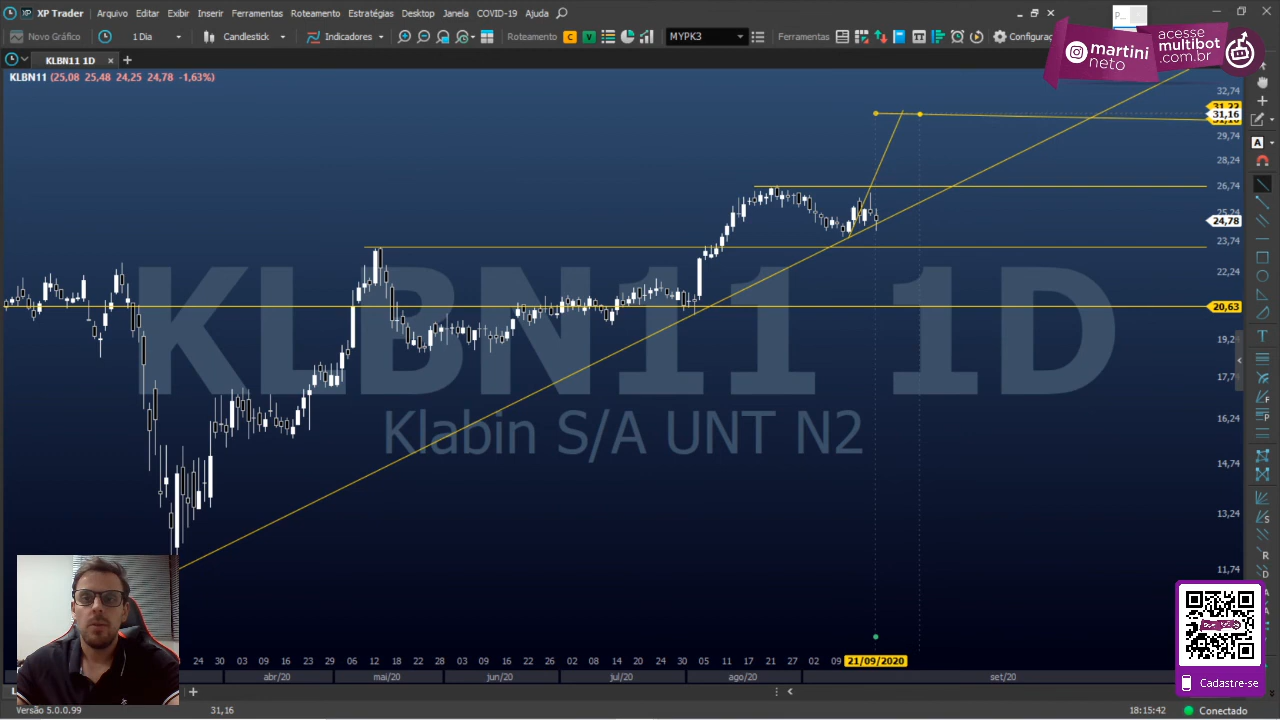 XP Trader Arquivo Editar Exibir Inserir Ferramentas Roteamento Estratégias Desktop Janela COVID-19 Ajuda
P...
Novo Gráfico 1 Dia Candlestick Indicadores Roteamento C V MYPK3 Ferramentas Configuraç
martini
neto
acesse
multibot
.com.br
KLBN11 1D
KLBN11 (25,08 25,48 24,25 24,78 -1,63%)
32,74
31,22
31,16
29,74
28,24
26,74
25,24
24,78
23,74
22,24
20,63
19,2
17,7
16,24
14,74
13,24
11,74
KLBN11 1D
Klabin S/A UNT N2
24 30 03 09 16 22 28 06 12 18 22 28 03 09 16 22 26 02 08 14 20 24 30 05 11 17 21 27 02 09 21/09/2020
abr/20 mai/20 jun/20 jul/20 ago/20 set/20
Cadastre-se
Versão 5.0.0.99 31,16 18:15:42 Conectado